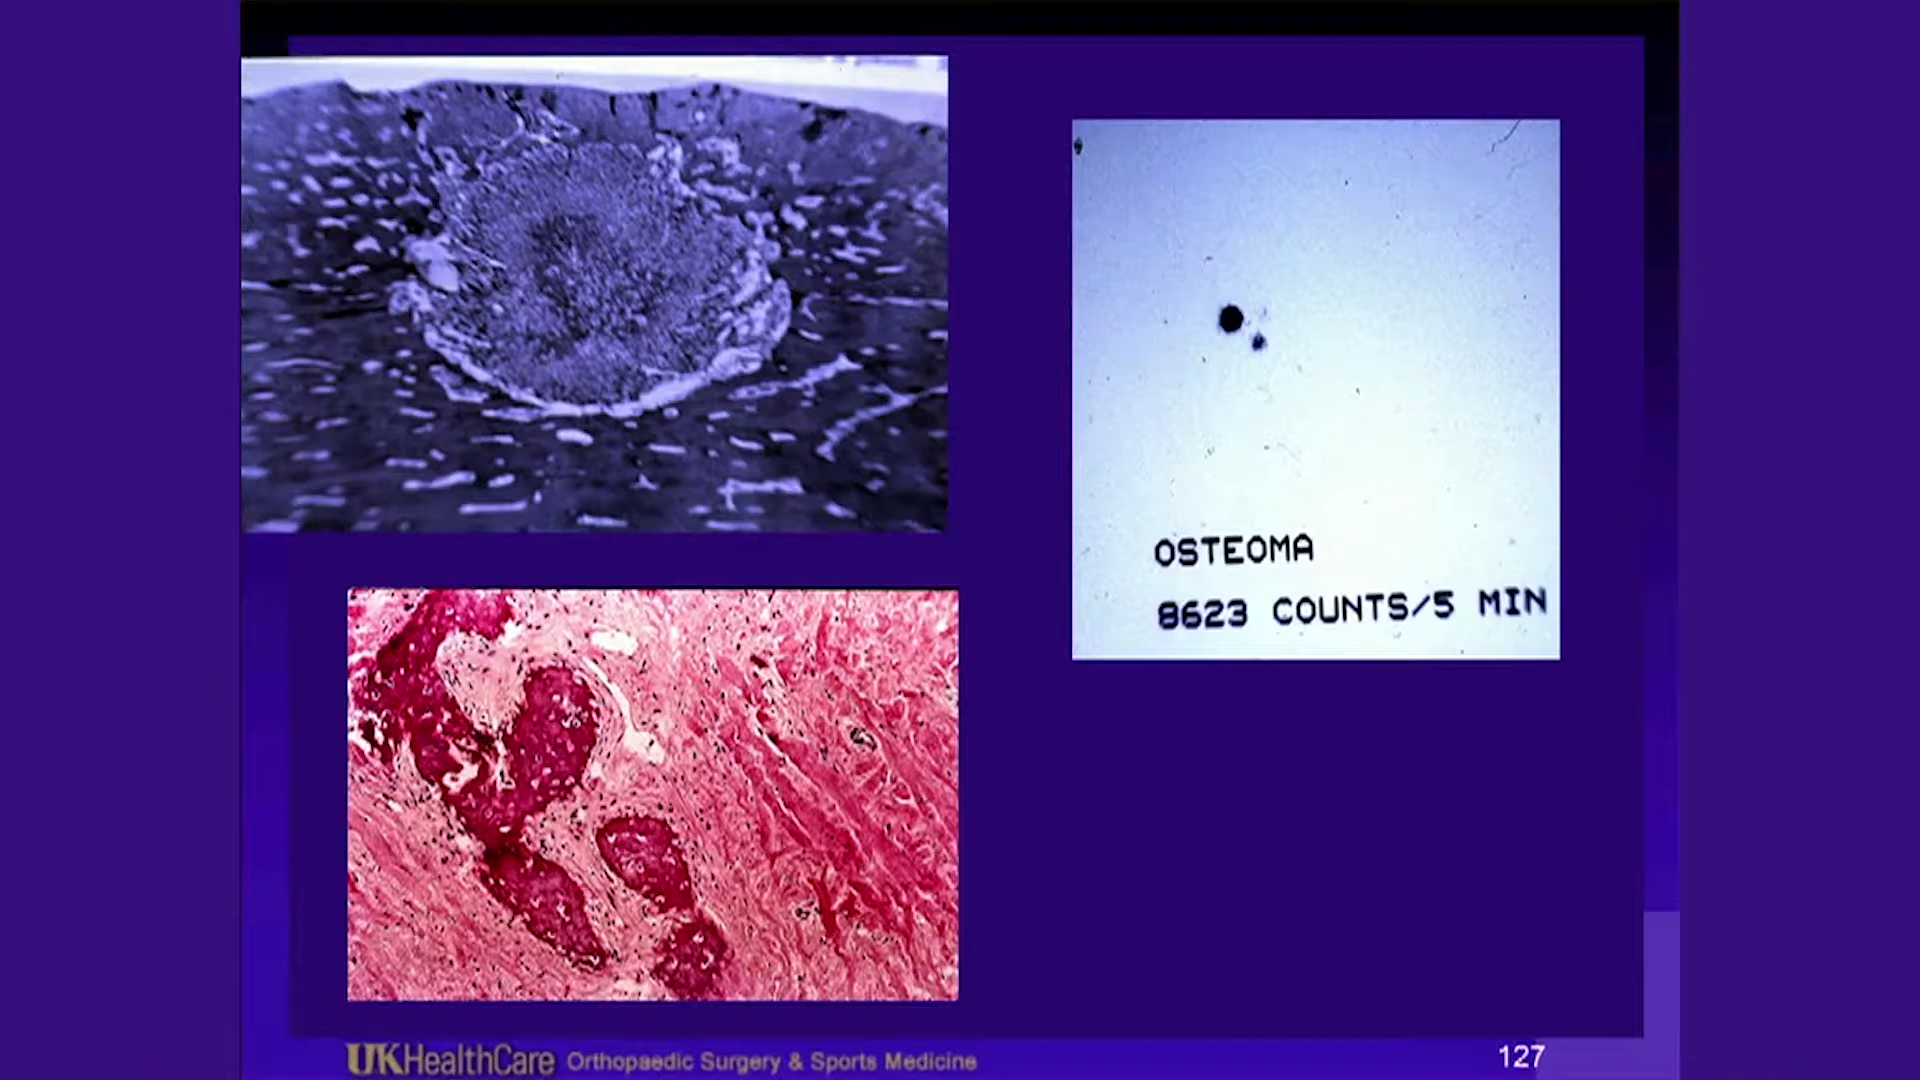 OSTEOMA
8623 COUNTS/5 MIN
UKHealthCare Orthopaedic Surgery & Sports Medicine
127